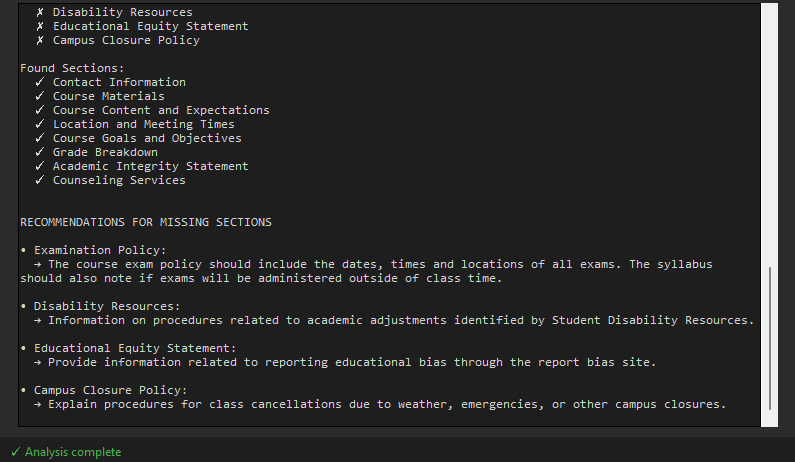 ✗ Disability Resources
✗ Educational Equity Statement
✗ Campus Closure Policy
Found Sections:
✓ Contact Information
✓ Course Materials
✓ Course Content and Expectations
✓ Location and Meeting Times
✓ Course Goals and Objectives
✓ Grade Breakdown
✓ Academic Integrity Statement
✓ Counseling Services
RECOMMENDATIONS FOR MISSING SECTIONS
• Examination Policy:
→ The course exam policy should include the dates, times and locations of all exams. The syllabus
should also note if exams will be administered outside of class time.
• Disability Resources:
→ Information on procedures related to academic adjustments identified by Student Disability Resources.
• Educational Equity Statement:
→ Provide information related to reporting educational bias through the report bias site.
• Campus Closure Policy:
→ Explain procedures for class cancellations due to weather, emergencies, or other campus closures.
✓ Analysis complete